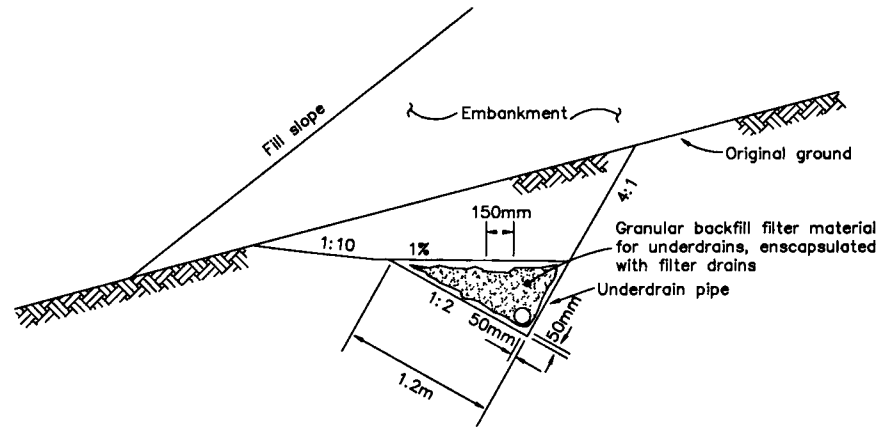 Fill slope
Embankment
Original ground
4:1
150mm
1:10
1%
Granular backfill filter material
for underdrains, enscapsulated
with filter drains
Underdrain pipe
1:2
50mm
50mm
1.2m